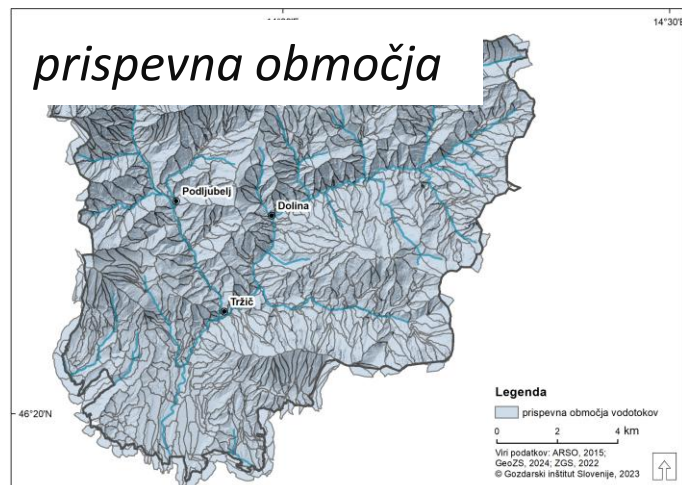 14°30'E
prispevna območja
Podljubelj
Dolina
Tržič
46°20'N
Legenda
prispevna območja vodotokov
0 2 4 km
Viri podatkov: ARSO, 2015;
GeoZS, 2024; ZGS, 2022
© Gozdarski inštitut Slovenije, 2023